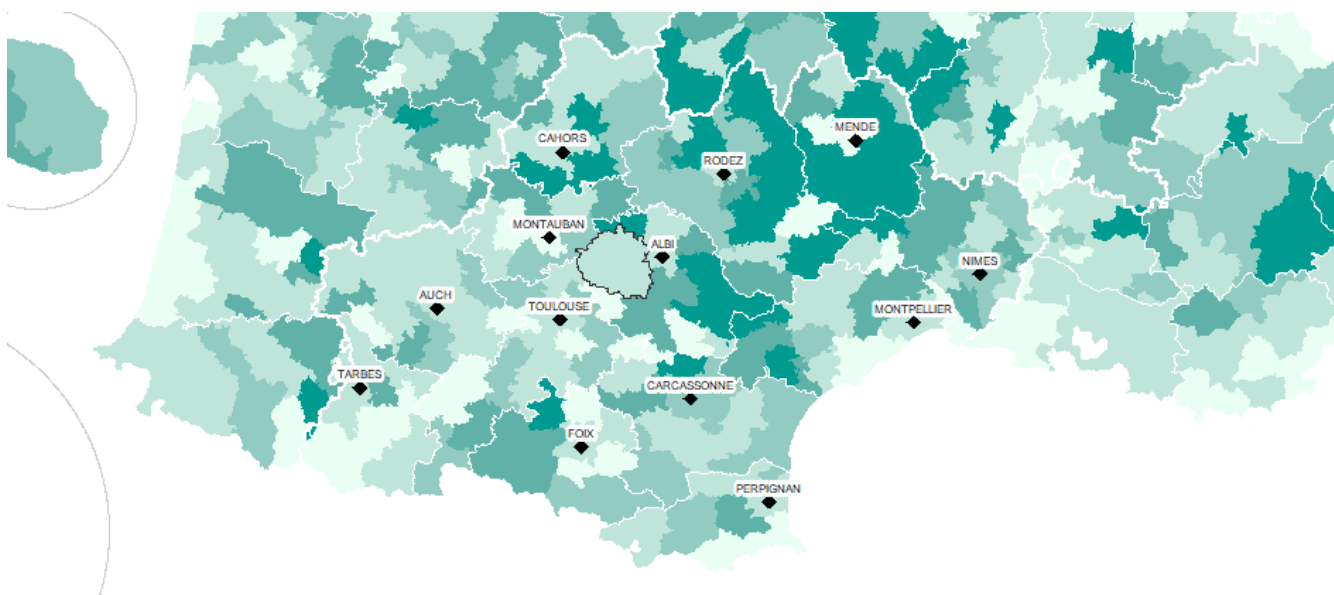 MENDE
CAHORS
RODEZ
MONTAUBAN
ALBI
NIMES
AUCH
TOULOUSE
MONTPELLIER
TARBES
CARCASSONNE
FOIX
PERPIGNAN